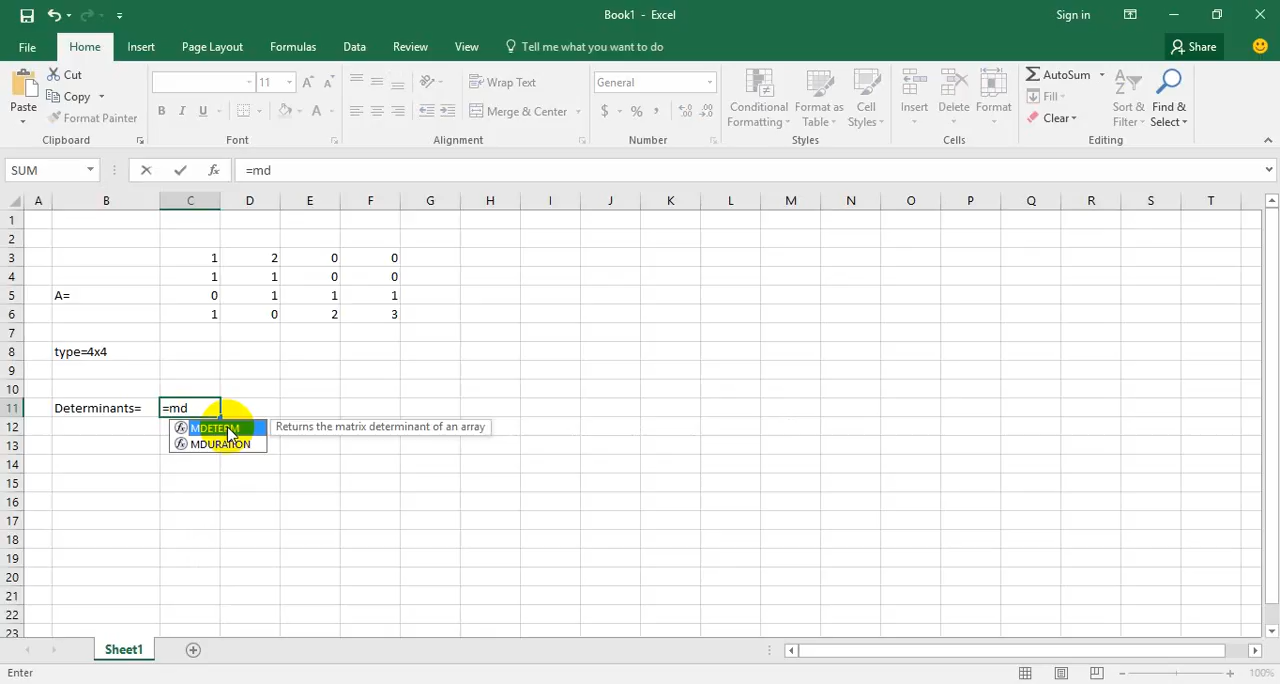 Book1 - Excel
Sign in
File Home Insert Page Layout Formulas Data Review View Tell me what you want to do Share
Paste
Cut
Copy
Format Painter
Clipboard
11
B I U
Font
Wrap Text
Merge & Center
Alignment
General
$ % ,
Number
Conditional Formatting
Format as Table
Cell Styles
Styles
Insert Delete Format
Cells
AutoSum
Fill
Clear
Sort & Filter
Find & Select
Editing
SUM fx =md
A B C D E F G H I J K L M N O P Q R S T
1
2
3 1 2 0 0
4 1 1 0 0
5 A= 0 1 1 1
6 1 0 2 3
7
8 type=4x4
9
10
11 Determinants= =md
12 MDETERM Returns the matrix determinant of an array
13 MDURATION
14
15
16
17
18
19
20
21
22
23
Sheet1
Enter 100%